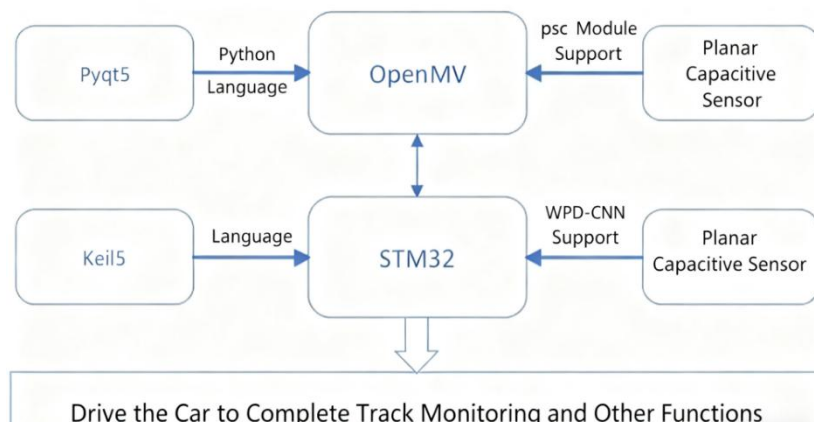 Pyqt5
Python
Language
OpenMV
psc Module
Support
Planar
Capacitive
Sensor
Keil5
Language
STM32
WPD-CNN
Support
Planar
Capacitive Sensor
Drive the Car to Complete Track Monitoring and Other Functions